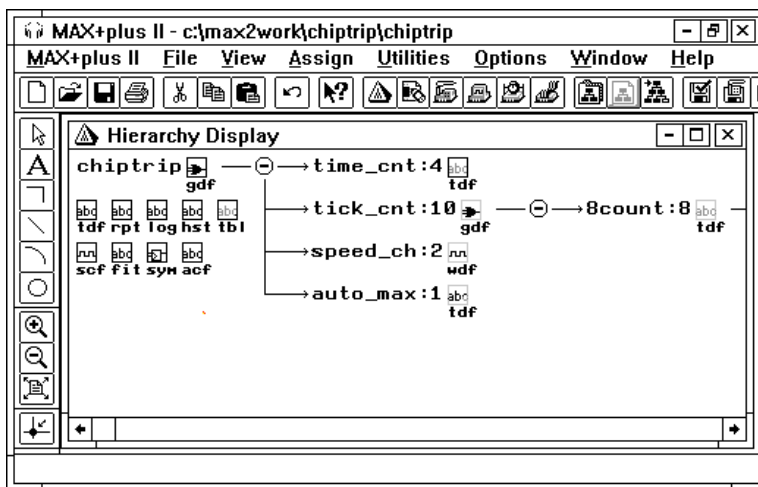 MAX+plus II - c:\max2work\chiptrip\chiptrip
MAX+plus II File View Assign Utilities Options Window Help
Hierarchy Display
chiptrip gdf
time_cnt:4 tdf
tick_cnt:10 gdf
8count:8 tdf
tdf rpt log hst tbl
speed_ch:2 wdf
scf fit sym acf
auto_max:1 tdf